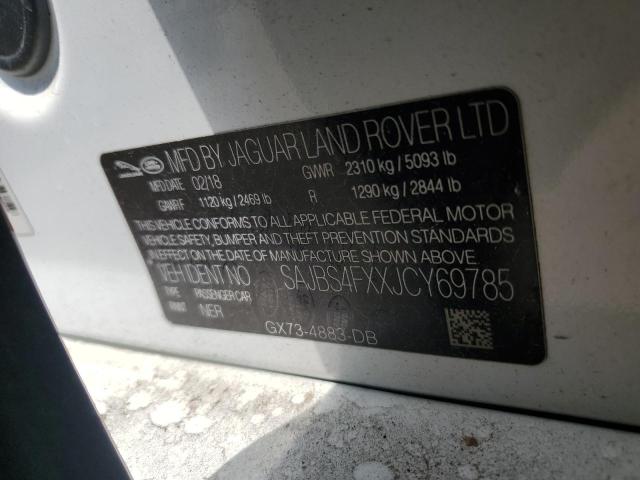 MFD BY JAGUAR LAND ROVER LTD
MFD DATE 02/18 GVWR 2310 kg / 5093 lb
GAWR F 1120 kg / 2469 lb R 1290 kg / 2844 lb
THIS VEHICLE CONFORMS TO ALL APPLICABLE FEDERAL MOTOR
VEHICLE SAFETY, BUMPER AND THEFT PREVENTION STANDARDS
IN EFFECT ON THE DATE OF MANUFACTURE SHOWN ABOVE.
VEH IDENT NO SAJBS4FXXJCY69785
TYPE PASSENGER CAR
PAINT NER
GX73-4883-DB